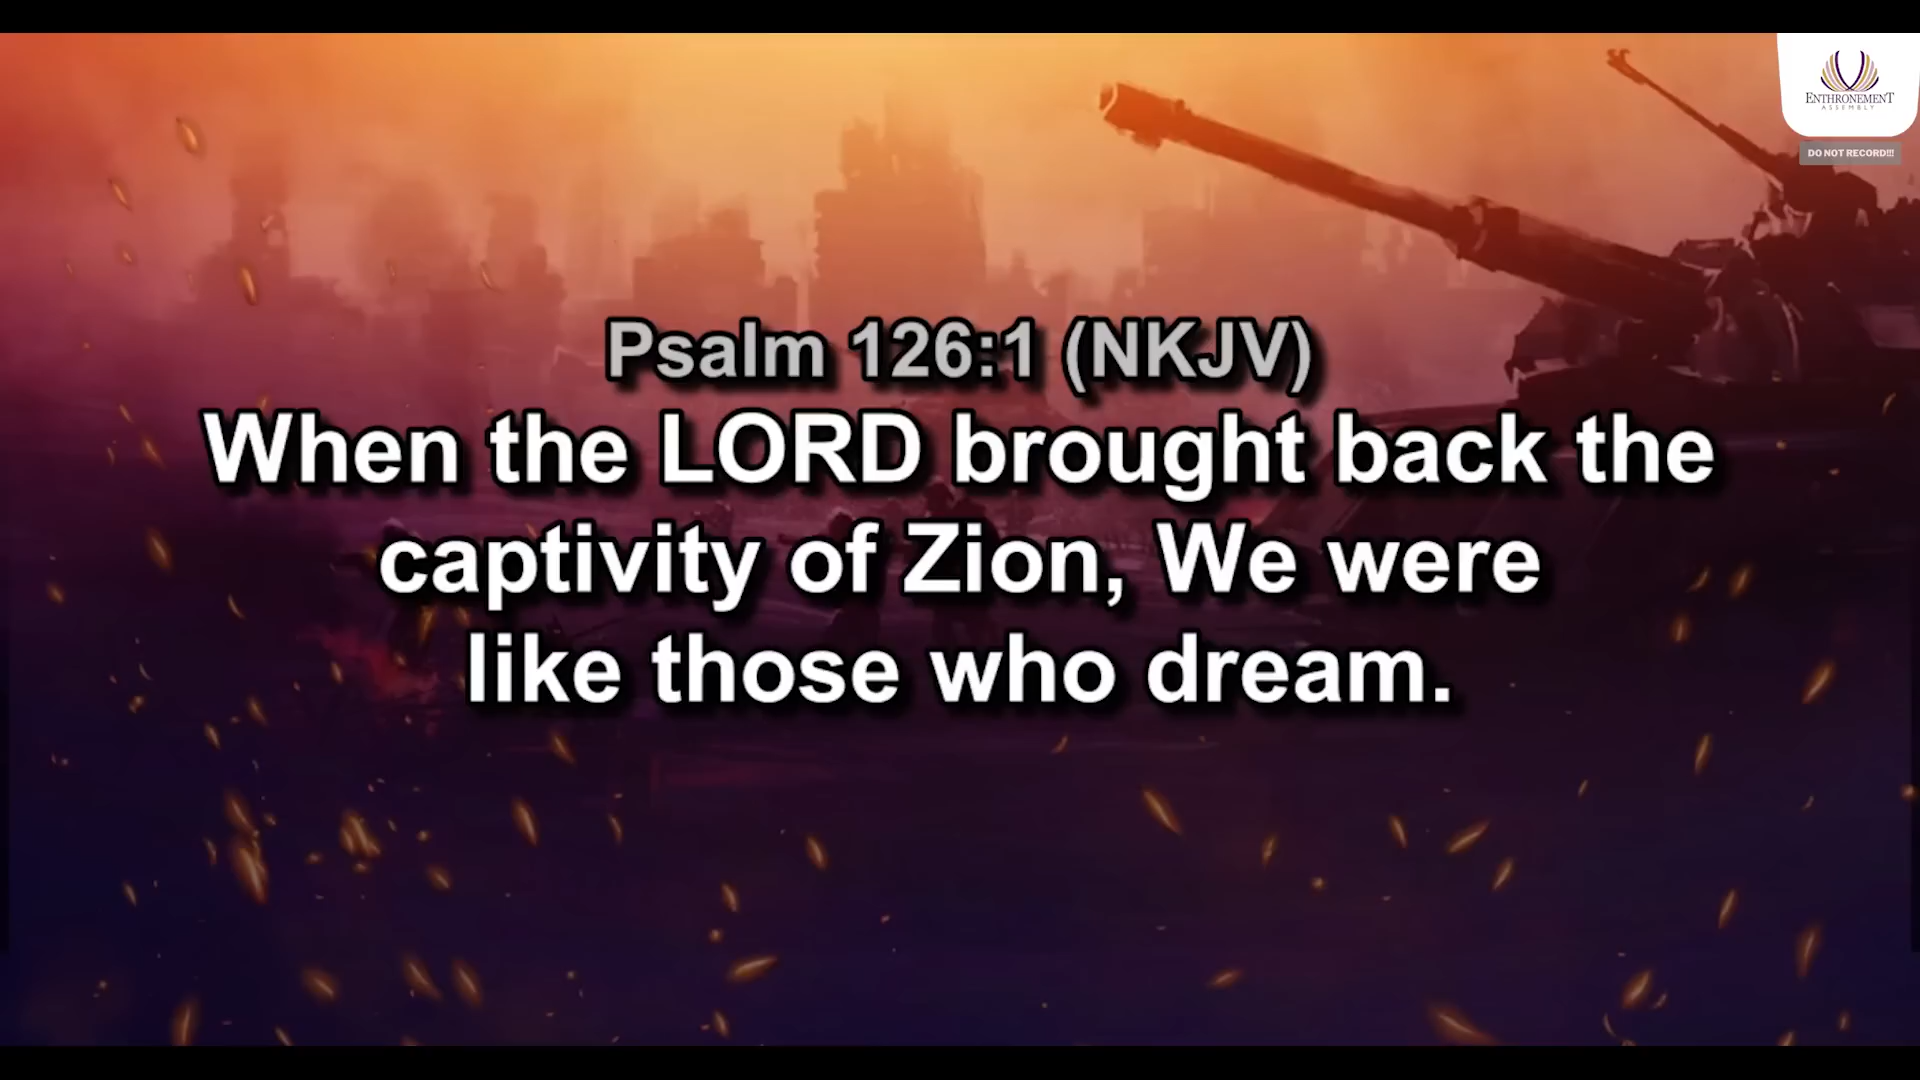 ENTHRONEMENT
ASSEMBLY
DO NOT RECORD!!!
Psalm 126:1 (NKJV)
When the LORD brought back the
captivity of Zion, We were
like those who dream.